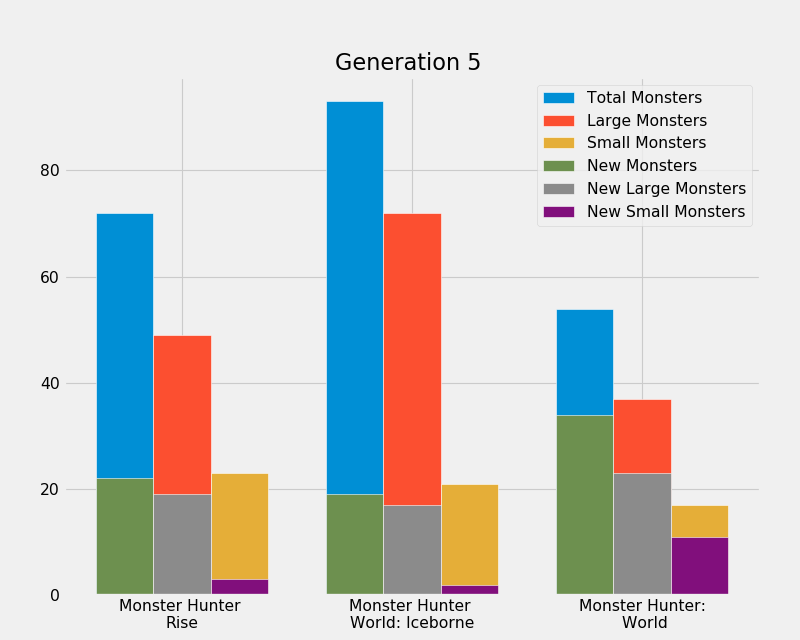 Generation 5
Total Monsters
Large Monsters
Small Monsters
New Monsters
New Large Monsters
New Small Monsters
80
60
40
20
0
Monster Hunter
Rise
Monster Hunter
World: Iceborne
Monster Hunter:
World